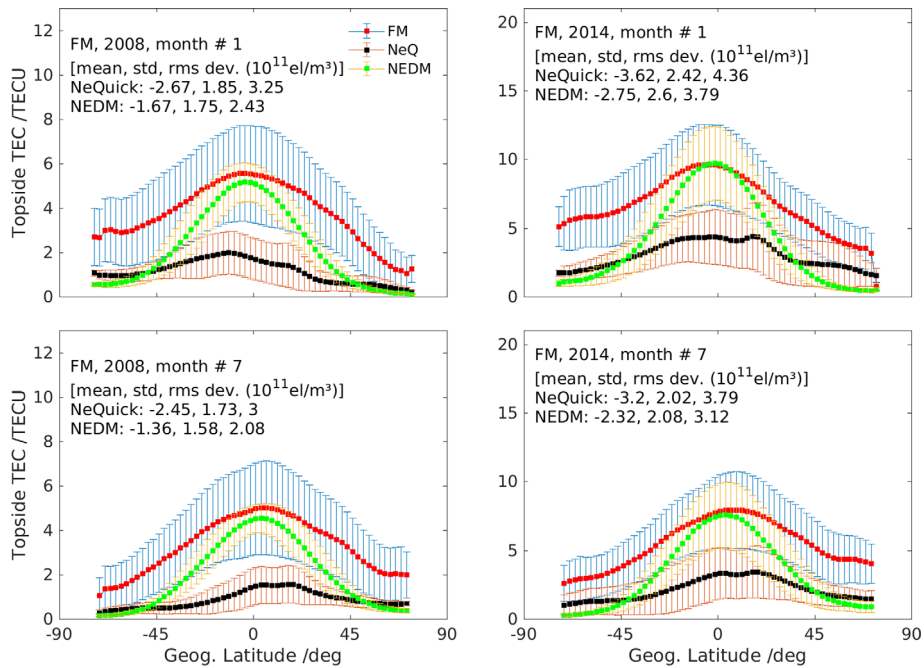 FM, 2008, month # 1
[mean, std, rms dev. (10¹¹el/m³)]
NeQuick: -2.67, 1.85, 3.25
NEDM: -1.67, 1.75, 2.43
FM
NeQ
NEDM
12
10
8
6
4
2
0
Topside TEC /TECU
FM, 2014, month # 1
[mean, std, rms dev. (10¹¹el/m³)]
NeQuick: -3.62, 2.42, 4.36
NEDM: -2.75, 2.6, 3.79
20
15
10
5
0
FM, 2008, month # 7
[mean, std, rms dev. (10¹¹el/m³)]
NeQuick: -2.45, 1.73, 3
NEDM: -1.36, 1.58, 2.08
12
10
8
6
4
2
0
Topside TEC /TECU
-90 -45 0 45 90
Geog. Latitude /deg
FM, 2014, month # 7
[mean, std, rms dev. (10¹¹el/m³)]
NeQuick: -3.2, 2.02, 3.79
NEDM: -2.32, 2.08, 3.12
20
15
10
5
0
-90 -45 0 45 90
Geog. Latitude /deg